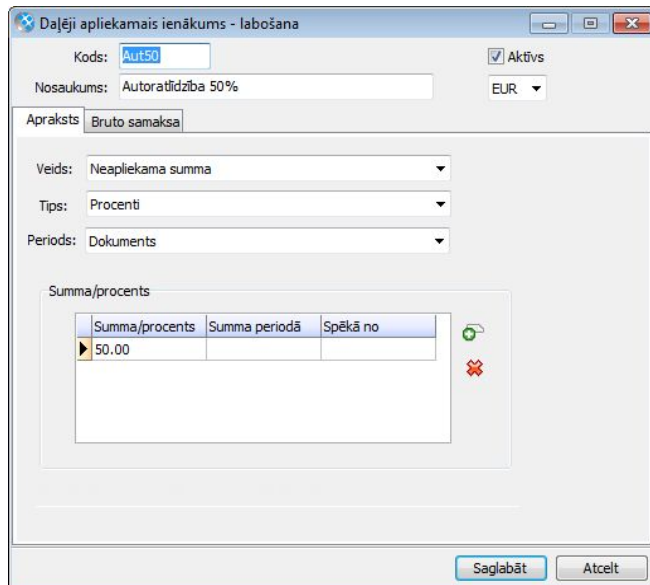 Daļēji apliekamais ienākums - labošana
Kods: Aut50 Aktīvs
Nosaukums: Autoratlīdzība 50% EUR
Apraksts Bruto samaksa
Veids: Neapliekama summa
Tips: Procenti
Periods: Dokuments
Summa/procents
Summa/procents Summa periodā Spēkā no
50.00
Saglabāt Atcelt